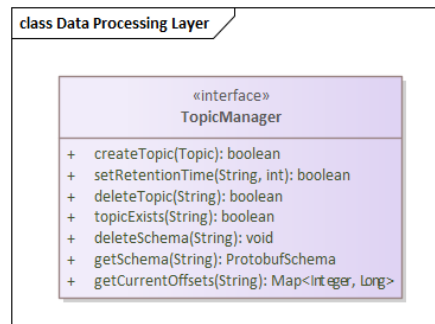 class Data Processing Layer
«interface»
TopicManager
+ createTopic(Topic): boolean
+ setRetentionTime(String, int): boolean
+ deleteTopic(String): boolean
+ topicExists(String): boolean
+ deleteSchema(String): void
+ getSchema(String): ProtobufSchema
+ getCurrentOffsets(String): Map<Integer, Long>